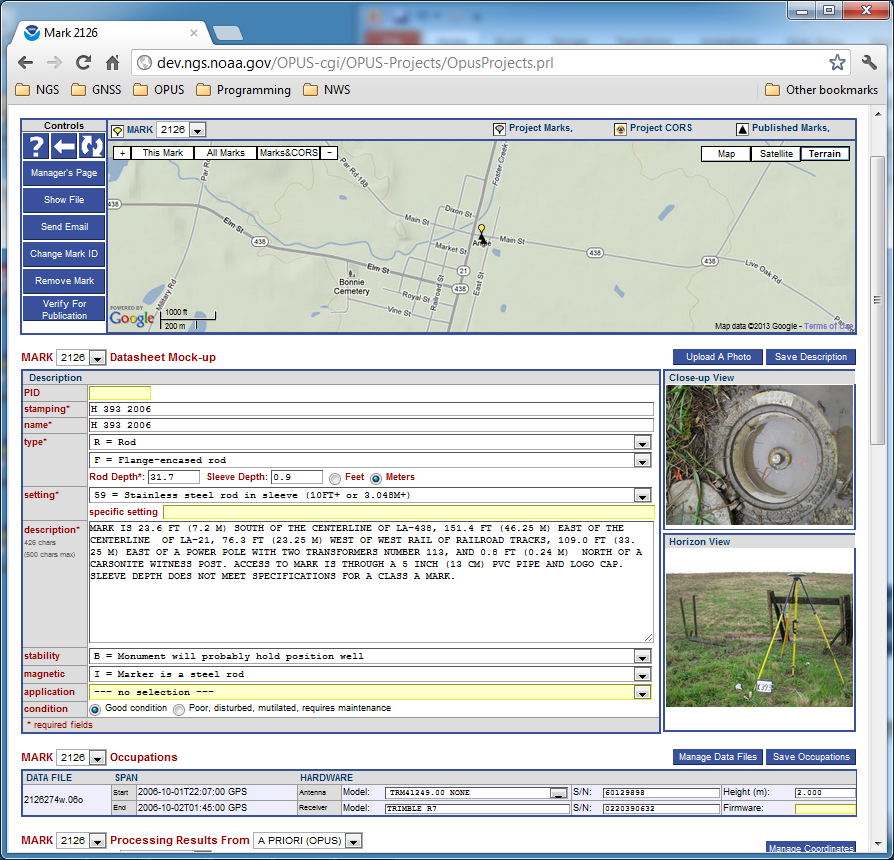 Mark 2126
dev.ngs.noaa.gov/OPUS-cgi/OPUS-Projects/OpusProjects.prl
NGS GNSS OPUS Programming NWS Other bookmarks
Controls
MARK 2126 Project Marks, Project CORS Published Marks,
? 
+ This Mark All Marks Marks&CORS - Map Satellite Terrain
Manager's Page
Show File
Send Email
Change Mark ID
Remove Mark
Verify For
Publication
Par Rd 188
Foster Creek
Dixon St
Main St
Main St
Market St
Angie
Elm St
Elm St
438
438
438
438
438
21
Bonnie
Cemetery
Royal St
Vine St
Railroad St
East St
Military Rd
Live Oak Rd
POWERED BY
Google
1000 ft
200 m
Map data ©2013 Google - Terms of Use
MARK 2126 Datasheet Mock-up Upload A Photo Save Description
Description
PID
stamping* H 393 2006
name* H 393 2006
type* R = Rod
F = Flange-encased rod
Rod Depth*: 31.7 Sleeve Depth: 0.9 Feet Meters
setting* 59 = Stainless steel rod in sleeve (10FT+ or 3.048M+)
specific setting
description*
426 chars
(500 chars max)
MARK IS 23.6 FT (7.2 M) SOUTH OF THE CENTERLINE OF LA-438, 151.4 FT (46.25 M) EAST OF THE
CENTERLINE OF LA-21, 76.3 FT (23.25 M) WEST OF WEST RAIL OF RAILROAD TRACKS, 109.0 FT (33.
25 M) EAST OF A POWER POLE WITH TWO TRANSFORMERS NUMBER 113, AND 0.8 FT (0.24 M) NORTH OF A
CARSONITE WITNESS POST. ACCESS TO MARK IS THROUGH A 5 INCH (13 CM) PVC PIPE AND LOGO CAP.
SLEEVE DEPTH DOES NOT MEET SPECIFICATIONS FOR A CLASS A MARK.
stability B = Monument will probably hold position well
magnetic I = Marker is a steel rod
application --- no selection ---
condition Good condition Poor, disturbed, mutilated, requires maintenance
* required fields
Close-up View
Horizon View
MARK 2126 Occupations Manage Data Files Save Occupations
DATA FILE SPAN HARDWARE
2126274w.06o
Start 2006-10-01T22:07:00 GPS Antenna Model: TRM41249.00 NONE ... S/N: 60129898 Height (m): 2.000
End 2006-10-02T01:45:00 GPS Receiver Model: TRIMBLE R7 S/N: 0220390632 Firmware:
MARK 2126 Processing Results From A PRIORI (OPUS)
Manage Coordinates